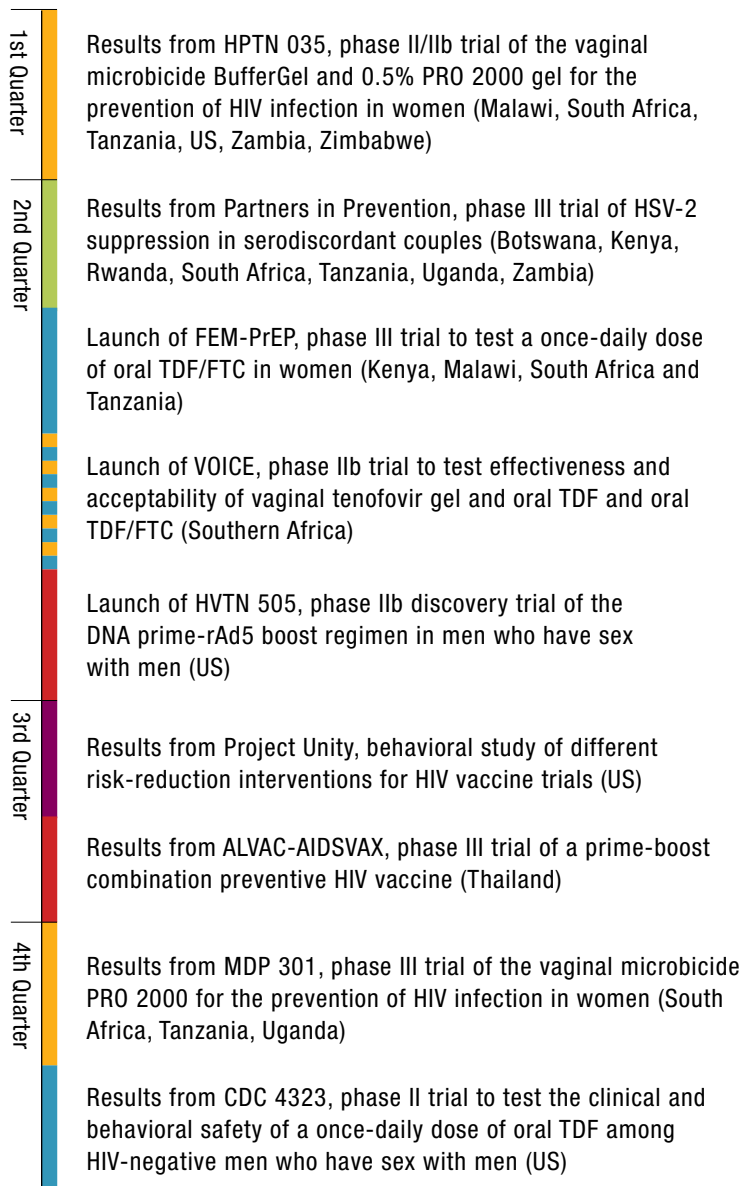 1st Quarter
Results from HPTN 035, phase II/IIb trial of the vaginal
microbicide BufferGel and 0.5% PRO 2000 gel for the
prevention of HIV infection in women (Malawi, South Africa,
Tanzania, US, Zambia, Zimbabwe)
2nd Quarter
Results from Partners in Prevention, phase III trial of HSV-2
suppression in serodiscordant couples (Botswana, Kenya,
Rwanda, South Africa, Tanzania, Uganda, Zambia)
Launch of FEM-PrEP, phase III trial to test a once-daily dose
of oral TDF/FTC in women (Kenya, Malawi, South Africa and
Tanzania)
Launch of VOICE, phase IIb trial to test effectiveness and
acceptability of vaginal tenofovir gel and oral TDF and oral
TDF/FTC (Southern Africa)
Launch of HVTN 505, phase IIb discovery trial of the
DNA prime-rAd5 boost regimen in men who have sex
with men (US)
3rd Quarter
Results from Project Unity, behavioral study of different
risk-reduction interventions for HIV vaccine trials (US)
Results from ALVAC-AIDSVAX, phase III trial of a prime-boost
combination preventive HIV vaccine (Thailand)
4th Quarter
Results from MDP 301, phase III trial of the vaginal microbicide
PRO 2000 for the prevention of HIV infection in women (South
Africa, Tanzania, Uganda)
Results from CDC 4323, phase II trial to test the clinical and
behavioral safety of a once-daily dose of oral TDF among
HIV-negative men who have sex with men (US)